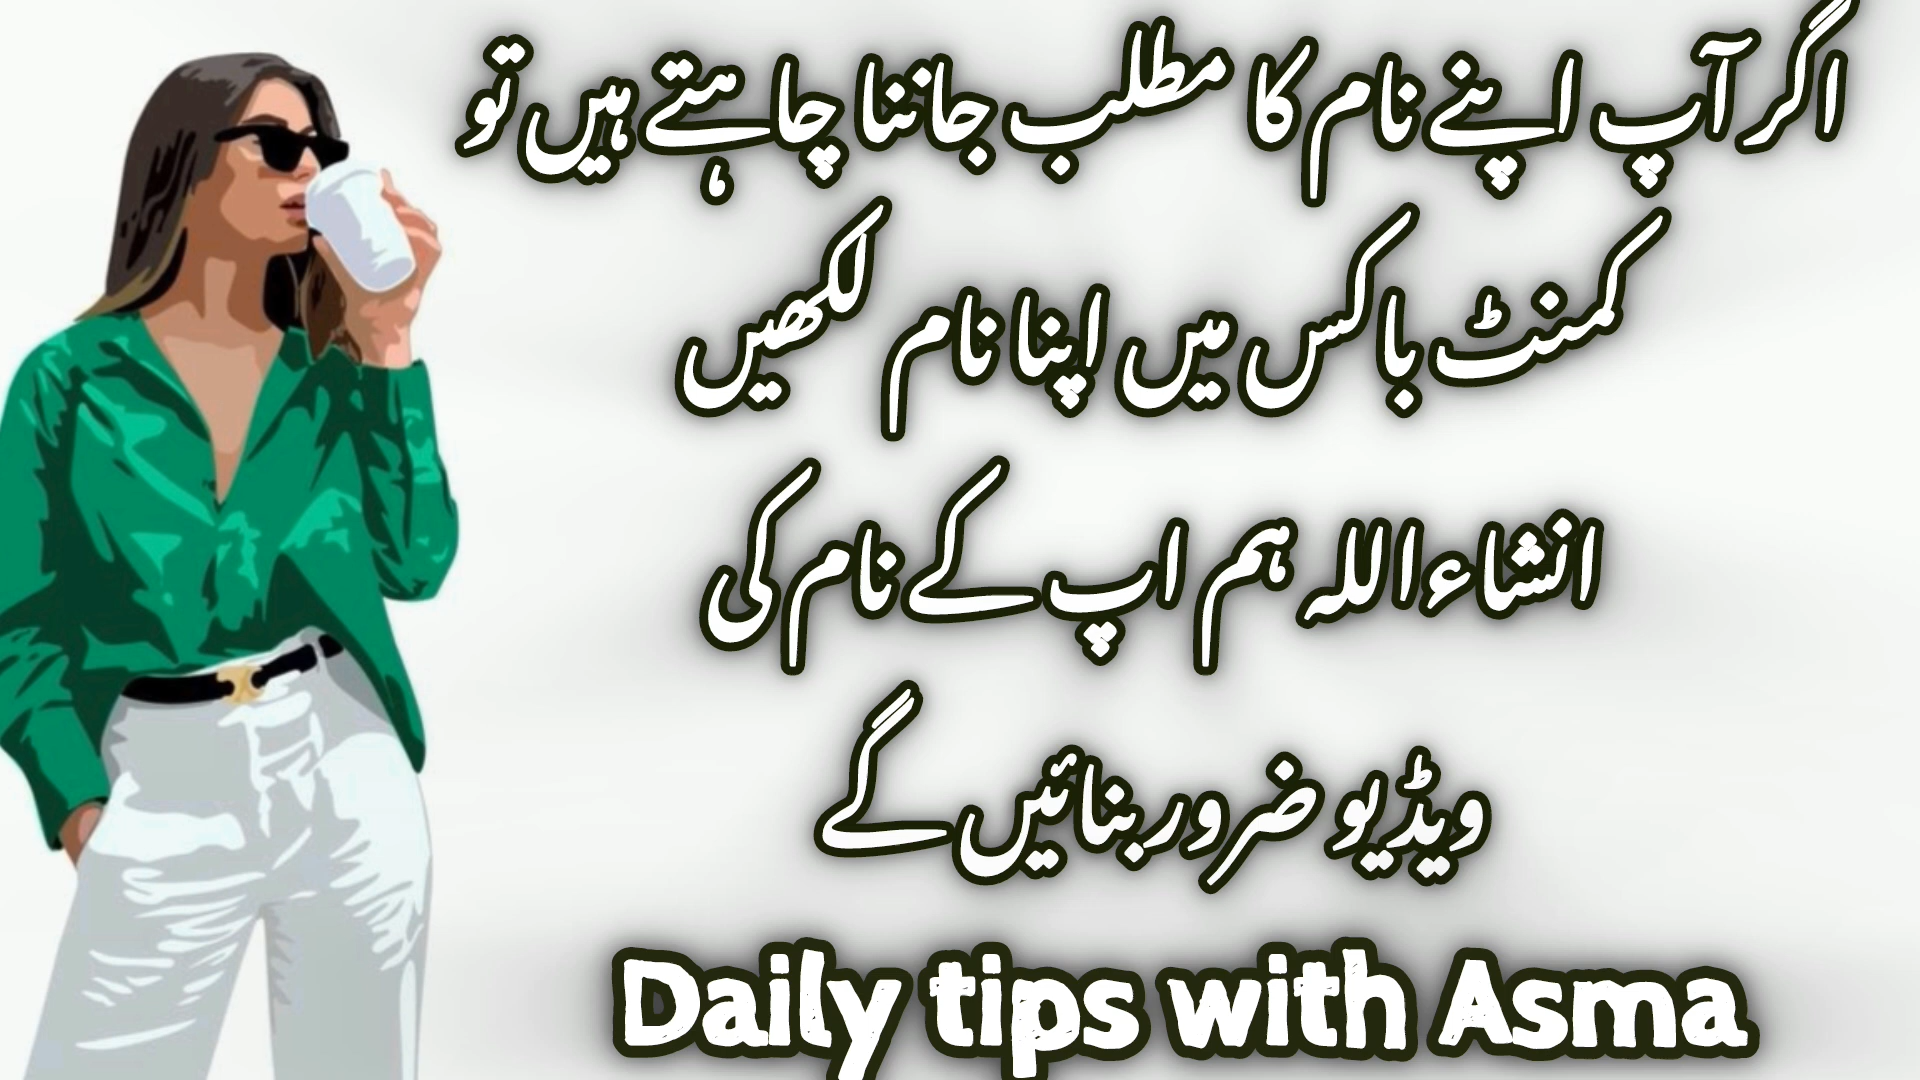 اگر آپ اپنے نام کا مطلب جاننا چاہتے ہیں تو
کمنٹ باکس میں اپنا نام لکھیں
انشاء اللہ ہم اپ کے نام کی
ویڈیو ضرور بنائیں گے
Daily tips with Asma